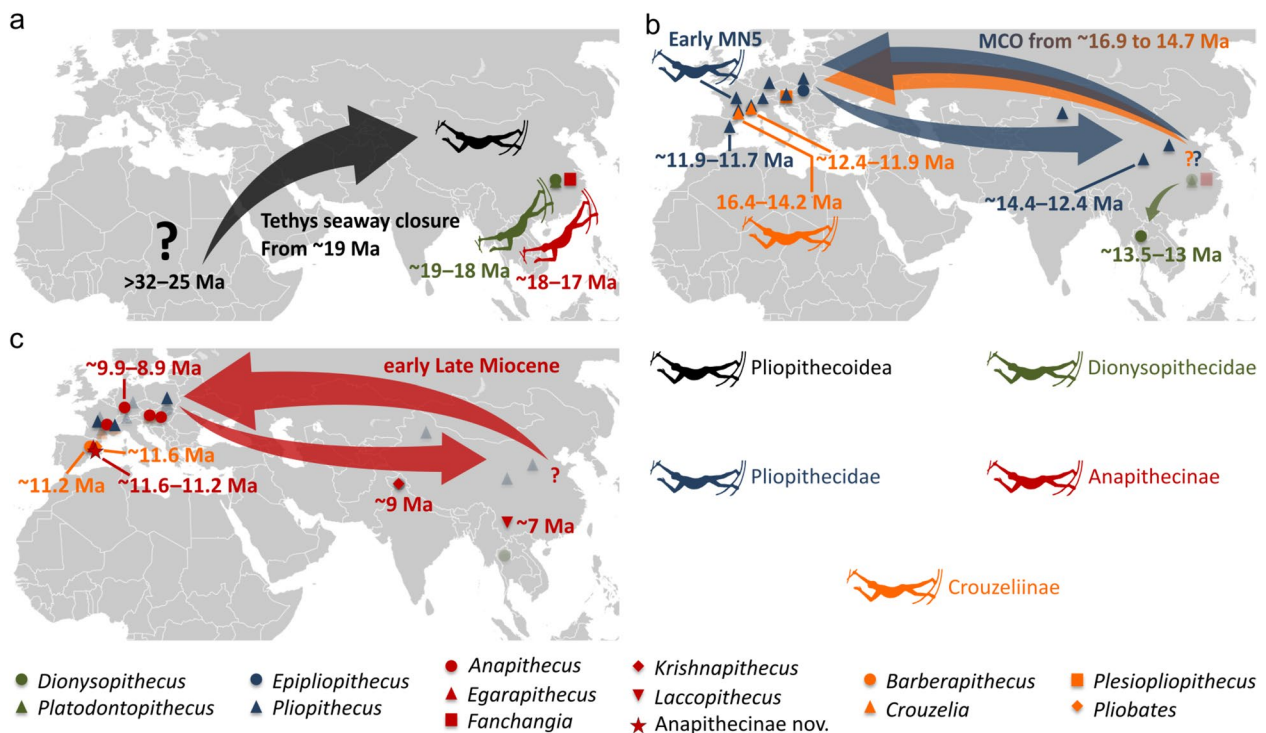 a
?
>32–25 Ma
Tethys seaway closure
From ~19 Ma
~19–18 Ma
~18–17 Ma
b
Early MN5
MCO from ~16.9 to 14.7 Ma
~11.9–11.7 Ma
~12.4–11.9 Ma
16.4–14.2 Ma
??
~14.4–12.4 Ma
~13.5–13 Ma
c
~9.9–8.9 Ma
early Late Miocene
~11.6 Ma
~11.2 Ma
~11.6–11.2 Ma
?
~9 Ma
~7 Ma
Pliopithecoidea
Dionysopithecidae
Pliopithecidae
Anapithecinae
Crouzeliinae
Dionysopithecus
Platodontopithecus
Epipliopithecus
Pliopithecus
Anapithecus
Egarapithecus
Fanchangia
Krishnapithecus
Laccopithecus
Anapithecinae nov.
Barberapithecus
Crouzelia
Plesiopliopithecus
Pliobates